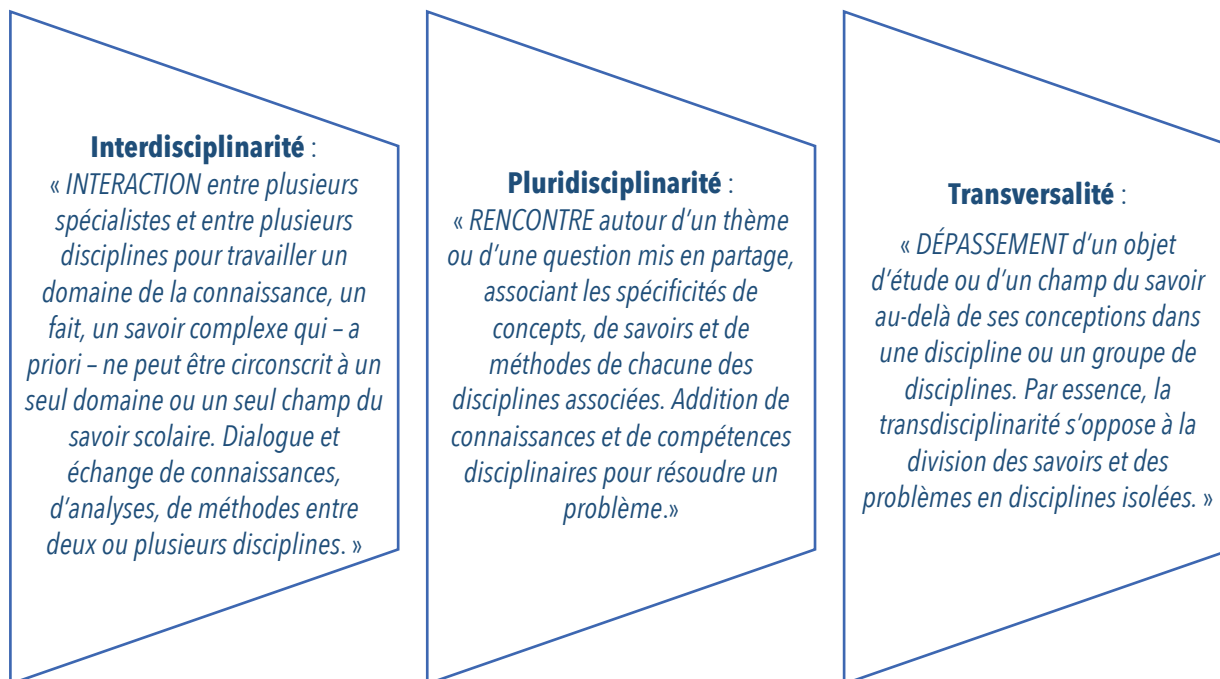 Interdisciplinarité :
« INTERACTION entre plusieurs
spécialistes et entre plusieurs
disciplines pour travailler un
domaine de la connaissance, un
fait, un savoir complexe qui – a
priori – ne peut être circonscrit à un
seul domaine ou un seul champ du
savoir scolaire. Dialogue et
échange de connaissances,
d’analyses, de méthodes entre
deux ou plusieurs disciplines. »
Pluridisciplinarité :
« RENCONTRE autour d’un thème
ou d’une question mis en partage,
associant les spécificités de
concepts, de savoirs et de
méthodes de chacune des
disciplines associées. Addition de
connaissances et de compétences
disciplinaires pour résoudre un
problème.»
Transversalité :
« DÉPASSEMENT d’un objet
d’étude ou d’un champ du savoir
au-delà de ses conceptions dans
une discipline ou un groupe de
disciplines. Par essence, la
transdisciplinarité s’oppose à la
division des savoirs et des
problèmes en disciplines isolées. »